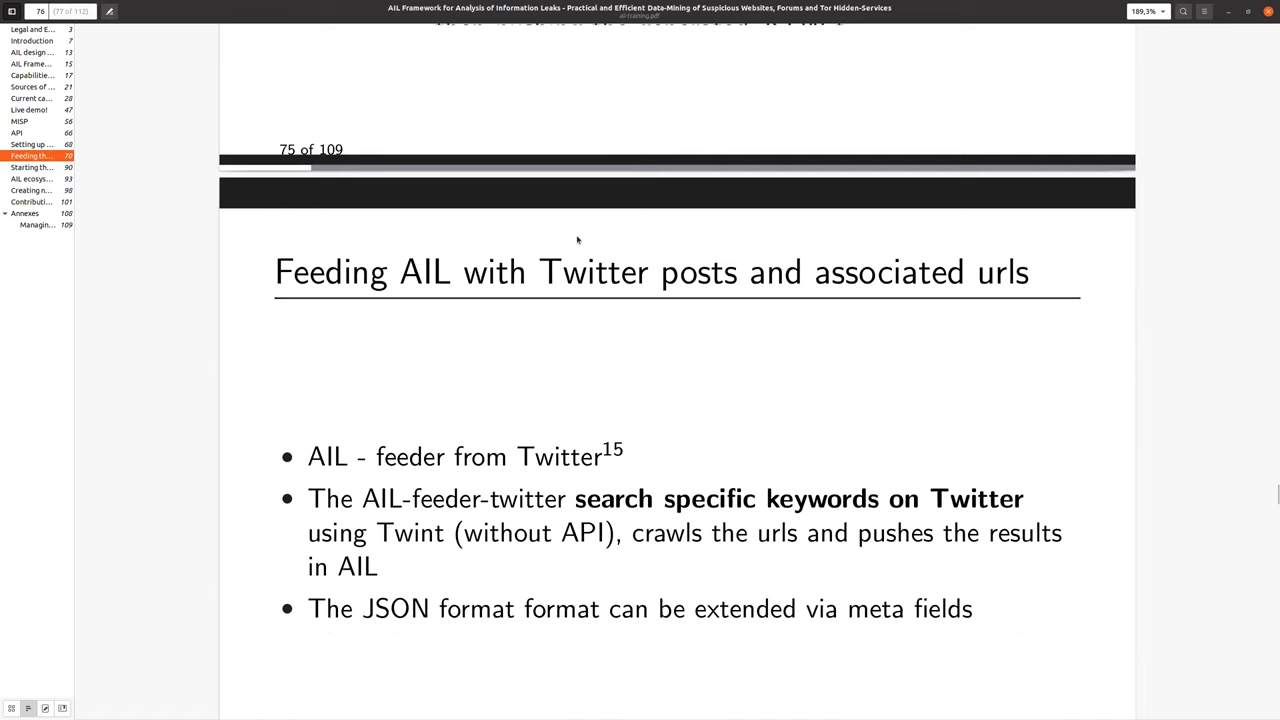 AIL Framework for Analysis of Information Leaks - Practical and Efficient Data-Mining of Suspicious Websites, Forums and Tor Hidden-Services
ail-training.pdf
76 (77 of 112)
189,3%
Legal and E... 3
Introduction 7
AIL design ... 13
AIL Frame... 15
Capabilitie... 17
Sources of ... 21
Current ca... 28
Live demo! 47
MISP 56
API 66
Setting up ... 68
Feeding th... 70
Starting th... 90
AIL ecosys... 93
Creating n... 98
Contributi... 101
Annexes 108
Managin... 109
75 of 109
Feeding AIL with Twitter posts and associated urls
• AIL - feeder from Twitter15
• The AIL-feeder-twitter search specific keywords on Twitter
using Twint (without API), crawls the urls and pushes the results
in AIL
• The JSON format format can be extended via meta fields